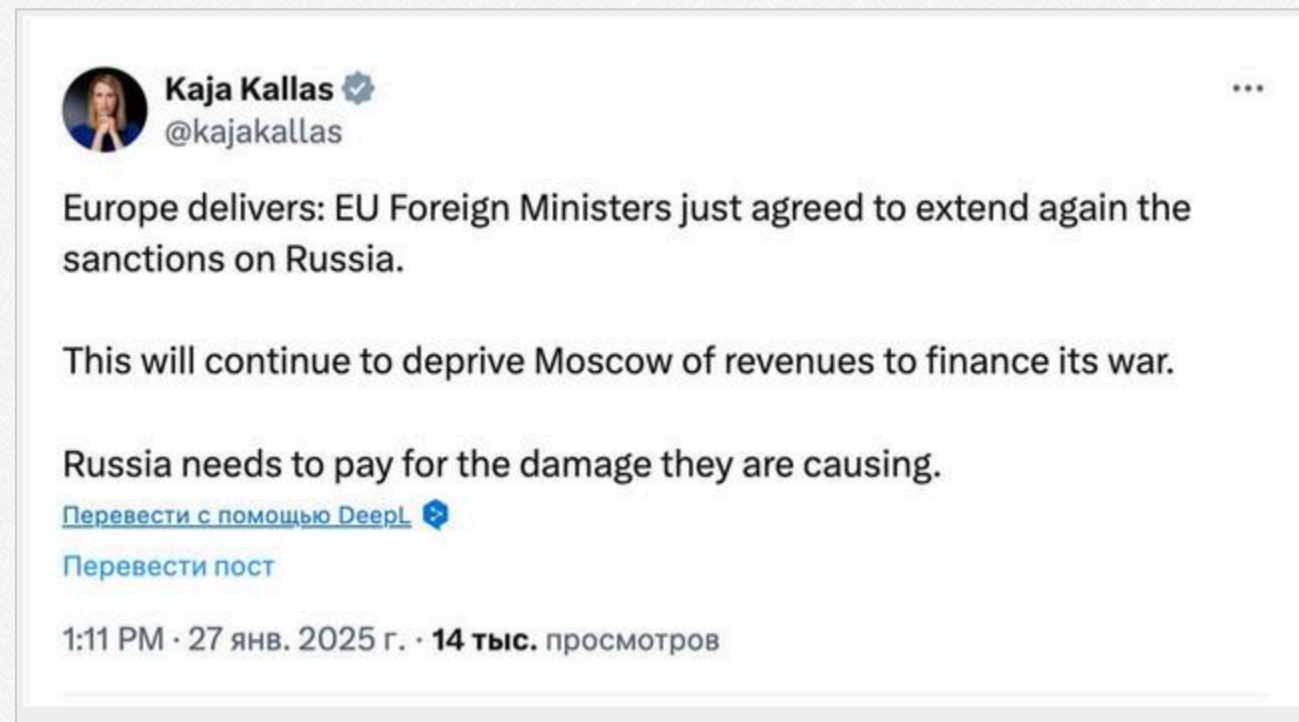 Kaja Kallas
@kajakallas
Europe delivers: EU Foreign Ministers just agreed to extend again the
sanctions on Russia.
This will continue to deprive Moscow of revenues to finance its war.
Russia needs to pay for the damage they are causing.
Перевести с помощью DeepL
Перевести пост
1:11 PM · 27 янв. 2025 г. · 14 тыс. просмотров